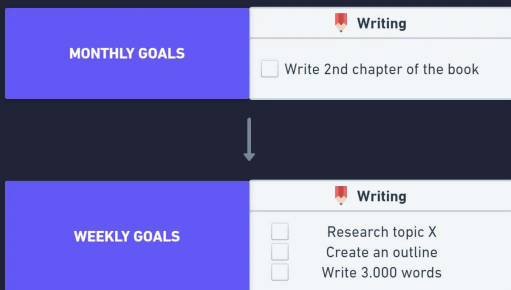 MONTHLY GOALS
Writing
Write 2nd chapter of the book
WEEKLY GOALS
Writing
Research topic X
Create an outline
Write 3.000 words